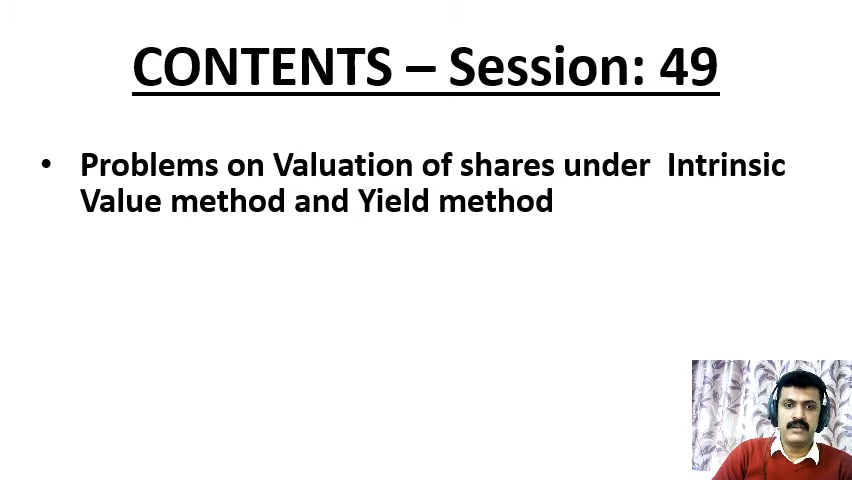 CONTENTS – Session: 49
• Problems on Valuation of shares under Intrinsic
Value method and Yield method